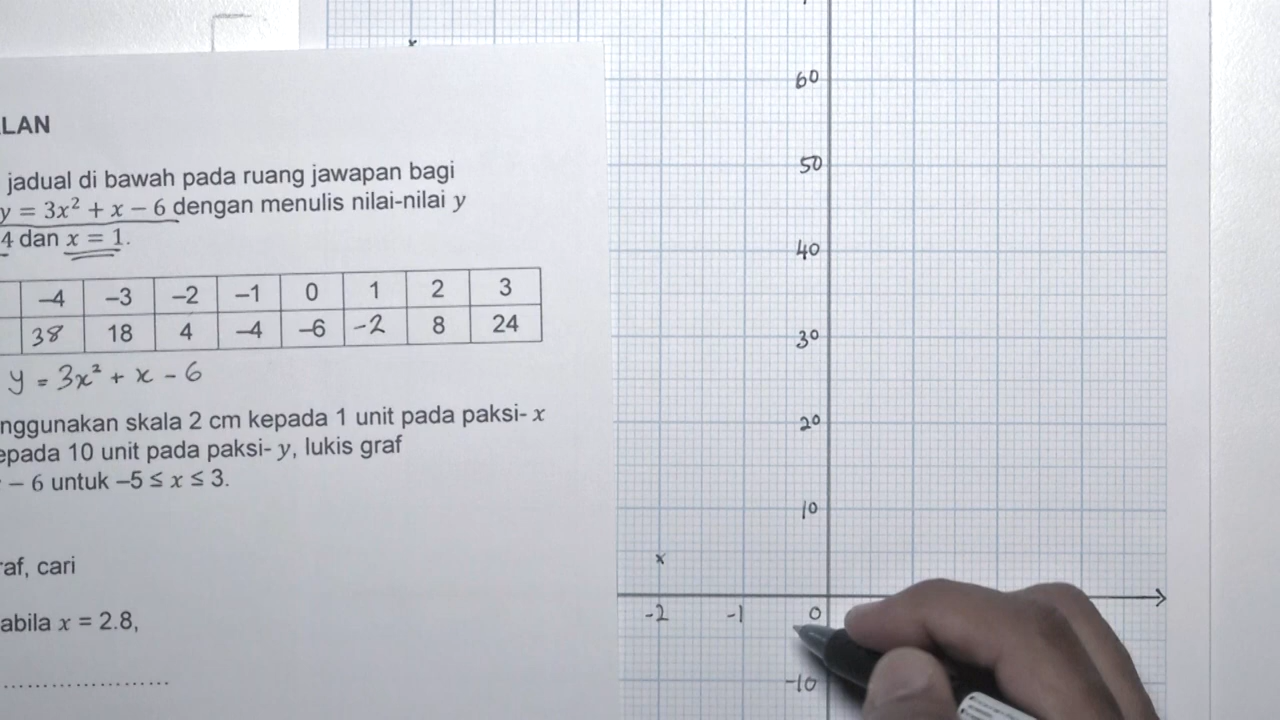 LAN
jadual di bawah pada ruang jawapan bagi
y = 3x² + x − 6 dengan menulis nilai-nilai y
4 dan x = 1.
−4 −3 −2 −1 0 1 2 3
38 18 4 −4 −6 -2 8 24
y = 3x² + x - 6
nggunakan skala 2 cm kepada 1 unit pada paksi- x
epada 10 unit pada paksi- y, lukis graf
− 6 untuk −5 ≤ x ≤ 3.
af, cari
abila x = 2.8,
60
50
40
30
20
10
-2 -1 0
-10